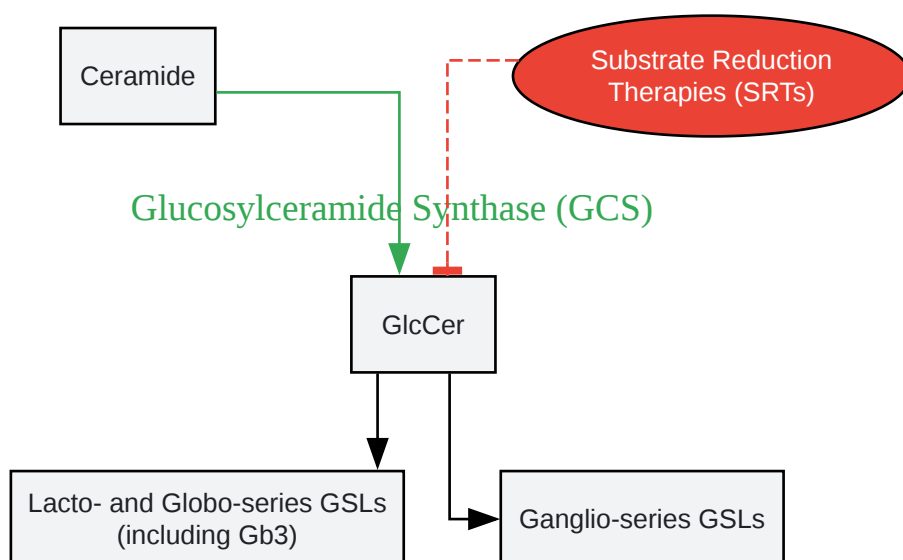 Ceramide
Substrate Reduction
Therapies (SRTs)
Glucosylceramide Synthase (GCS)
GlcCer
Lacto- and Globo-series GSLs
(including Gb3)
Ganglio-series GSLs